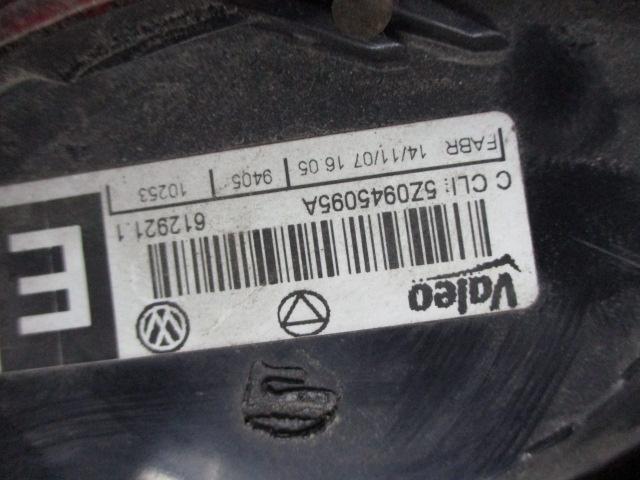 Valeo
C CLI: 5Z0945095A 612921.1
FABR 14/11/07 16 05 9405 10253
E